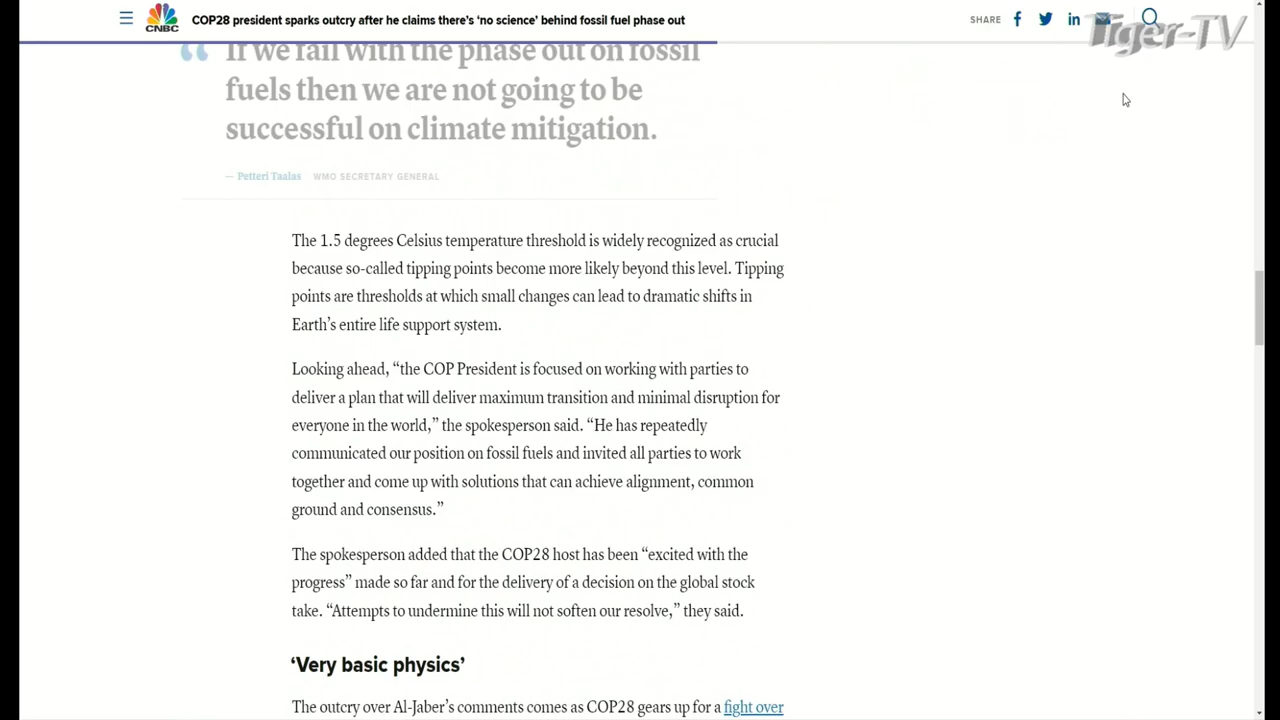 COP28 president sparks outcry after he claims there's 'no science' behind fossil fuel phase out
SHARE
CNBC
Tiger-TV
“ If we fail with the phase out on fossil
fuels then we are not going to be
successful on climate mitigation.
— Petteri Taalas WMO SECRETARY GENERAL
The 1.5 degrees Celsius temperature threshold is widely recognized as crucial
because so-called tipping points become more likely beyond this level. Tipping
points are thresholds at which small changes can lead to dramatic shifts in
Earth’s entire life support system.
Looking ahead, “the COP President is focused on working with parties to
deliver a plan that will deliver maximum transition and minimal disruption for
everyone in the world,” the spokesperson said. “He has repeatedly
communicated our position on fossil fuels and invited all parties to work
together and come up with solutions that can achieve alignment, common
ground and consensus.”
The spokesperson added that the COP28 host has been “excited with the
progress” made so far and for the delivery of a decision on the global stock
take. “Attempts to undermine this will not soften our resolve,” they said.
‘Very basic physics’
The outcry over Al-Jaber’s comments comes as COP28 gears up for a fight over